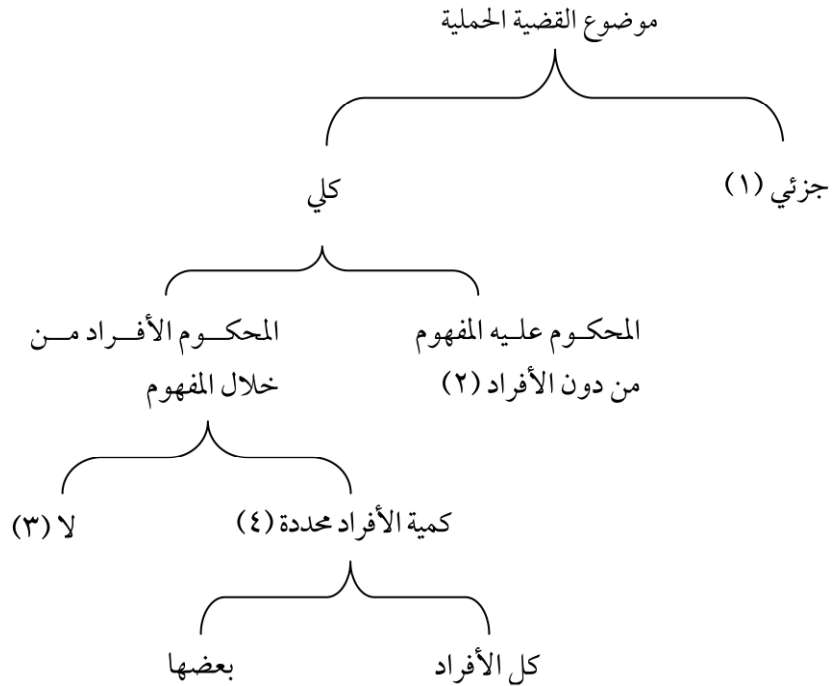 موضوع القضية الحملية
جزئي (١)
كلي
المحكوم عليه المفهوم
من دون الأفراد (٢)
المحكوم الأفراد من
خلال المفهوم
كمية الأفراد محددة (٤)
لا (٣)
كل الأفراد
بعضها